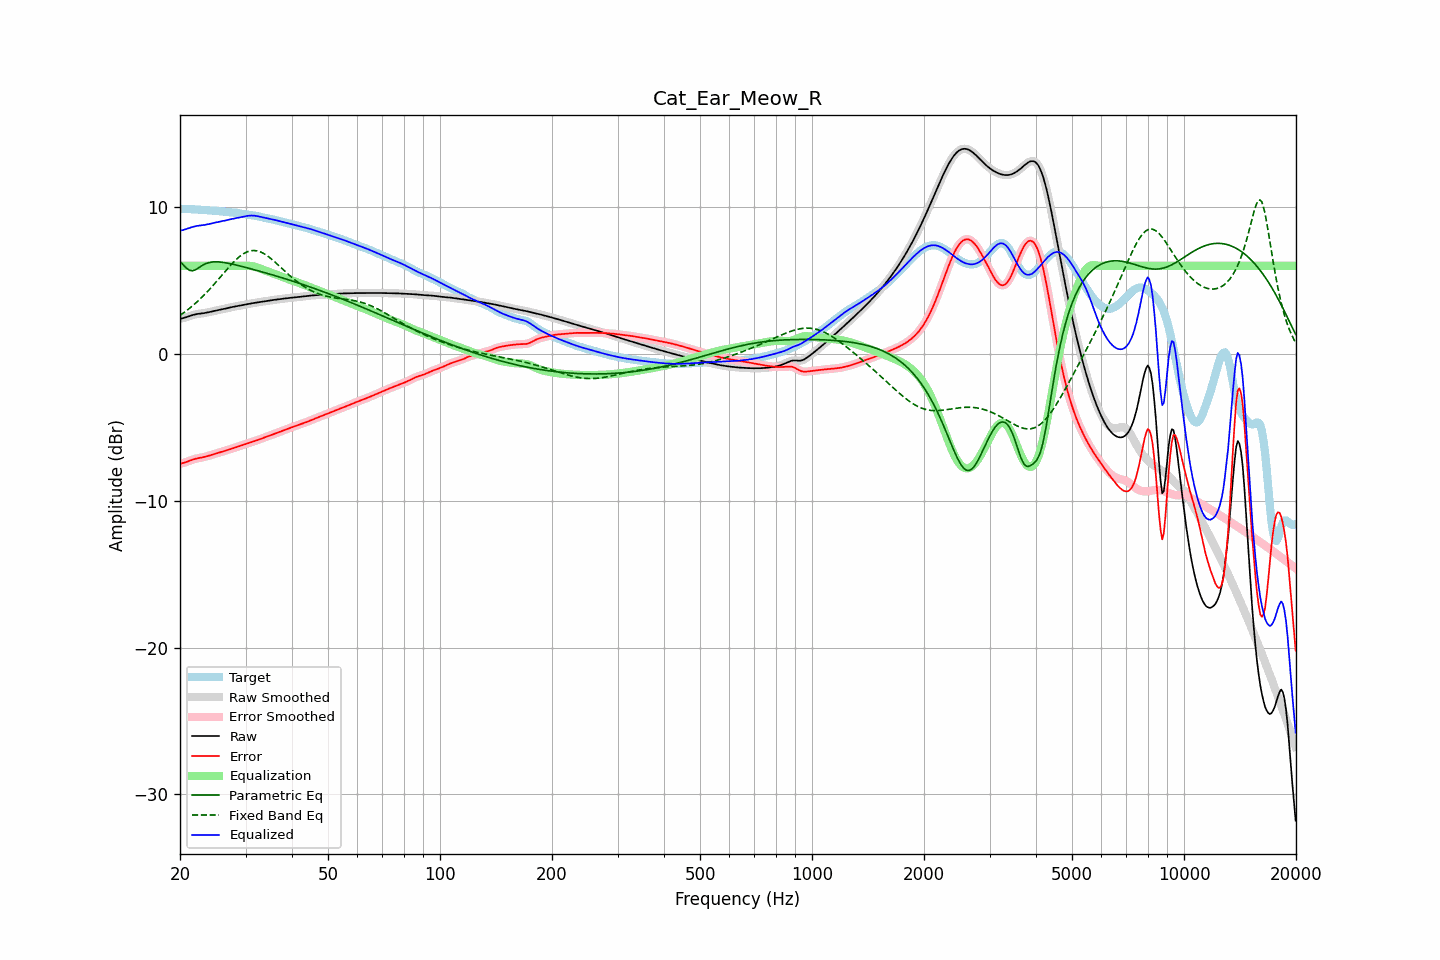 Cat_Ear_Meow_R
Amplitude (dBr)
10
0
−10
−20
−30
Target
Raw Smoothed
Error Smoothed
Raw
Error
Equalization
Parametric Eq
Fixed Band Eq
Equalized
20 50 100 200 500 1000 2000 5000 10000 20000
Frequency (Hz)